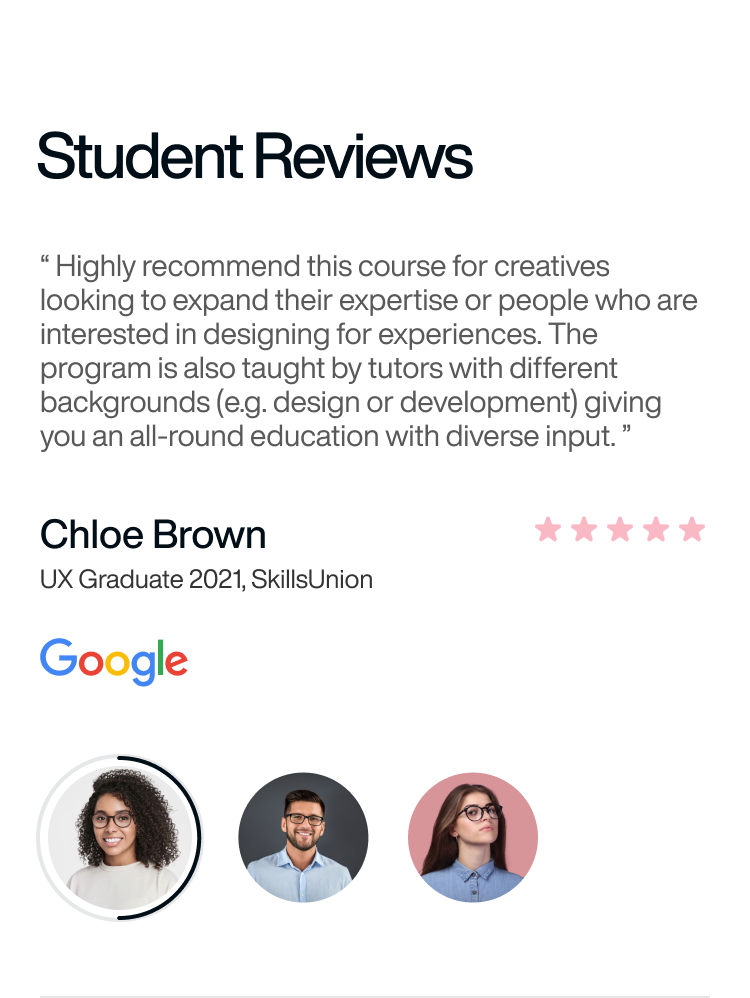 Student Reviews
“ Highly recommend this course for creatives
looking to expand their expertise or people who are
interested in designing for experiences. The
program is also taught by tutors with different
backgrounds (e.g. design or development) giving
you an all-round education with diverse input. ”
Chloe Brown
UX Graduate 2021, SkillsUnion
Google